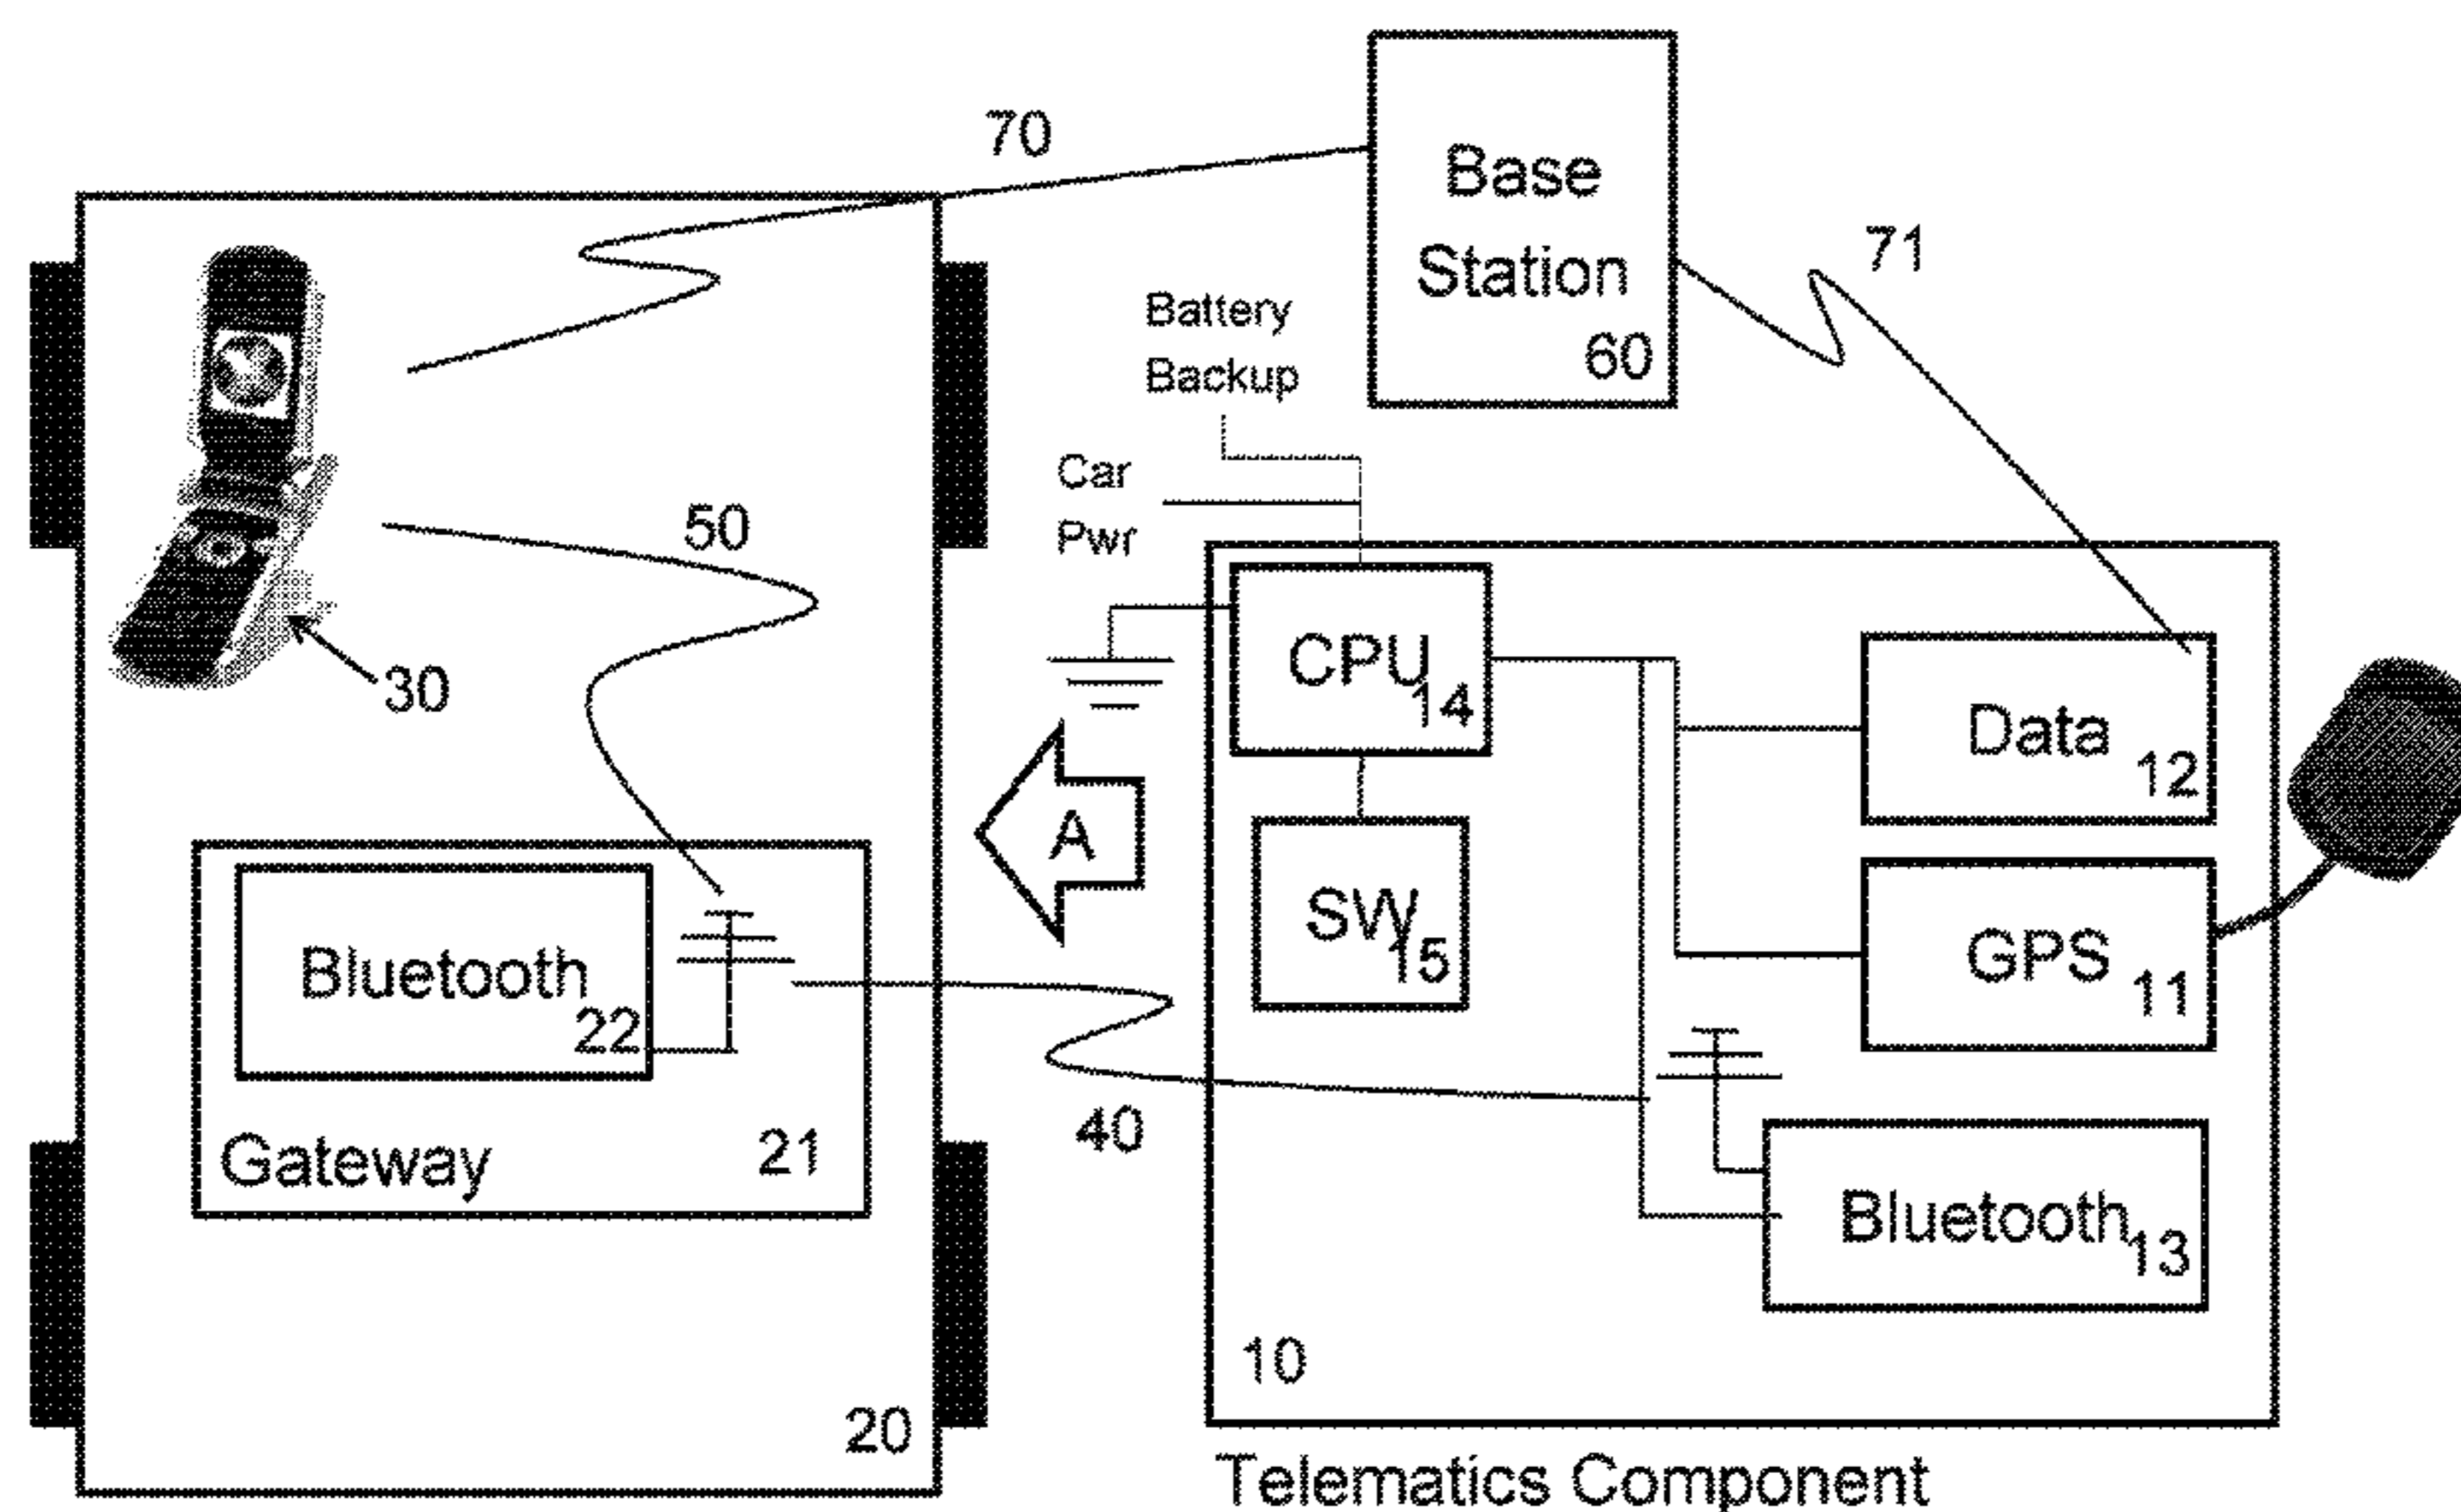 70
Base
Station
60
71
Battery
Backup
Car
Pwr
50
30
CPU
14
Data
12
A
SW
15
GPS
11
Bluetooth
22
Gateway
21
40
Bluetooth
13
10
20
Telematics Component